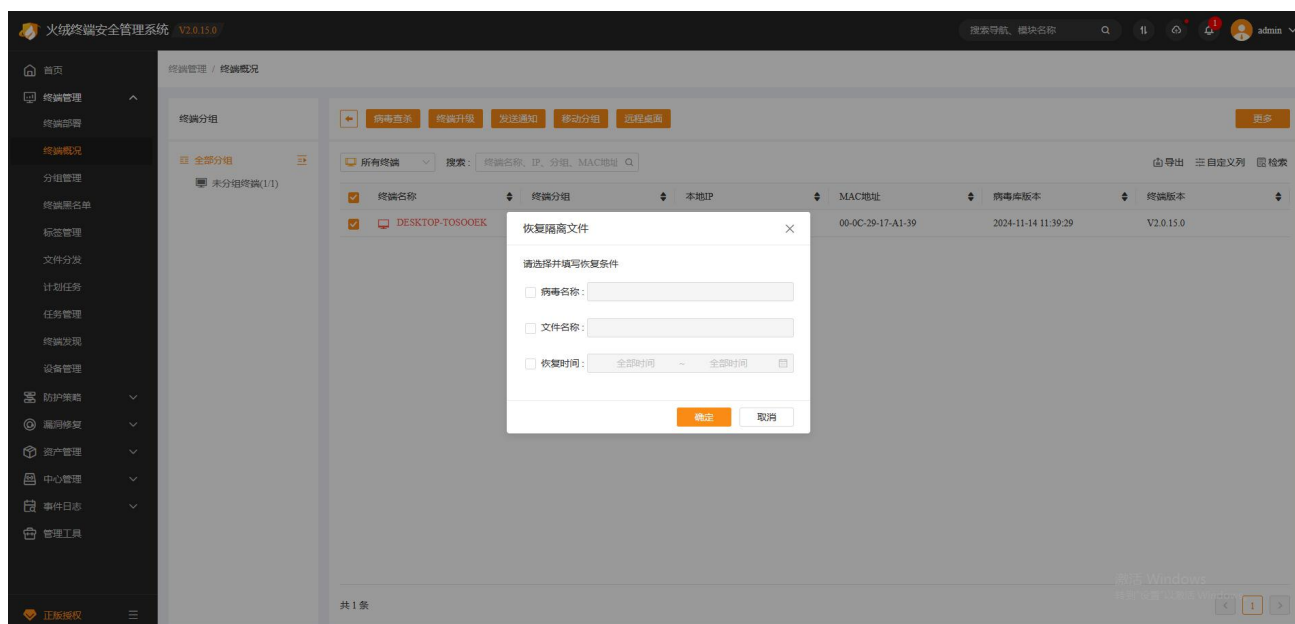 火绒终端安全管理系统 V2.0.15.0
搜索导航、模块名称
1
admin
首页
终端管理 / 终端概况
终端管理
终端部署
终端概况
分组管理
终端黑名单
标签管理
文件分发
计划任务
任务管理
终端发现
设备管理
防护策略
漏洞修复
资产管理
中心管理
事件日志
管理工具
正版授权
终端分组
全部分组
未分组终端(1/1)
病毒查杀 终端升级 发送通知 移动分组 远程桌面 更多
所有终端 搜索: 终端名称、IP、分组、MAC地址 导出 自定义列 检索
终端名称 终端分组 本地IP MAC地址 病毒库版本 终端版本
DESKTOP-TOSOOEK 00-0C-29-17-A1-39 2024-11-14 11:39:29 V2.0.15.0
恢复隔离文件
请选择并填写恢复条件
病毒名称 :
文件名称 :
恢复时间 : 全部时间 ~ 全部时间
确定 取消
激活 Windows
共 1 条 1